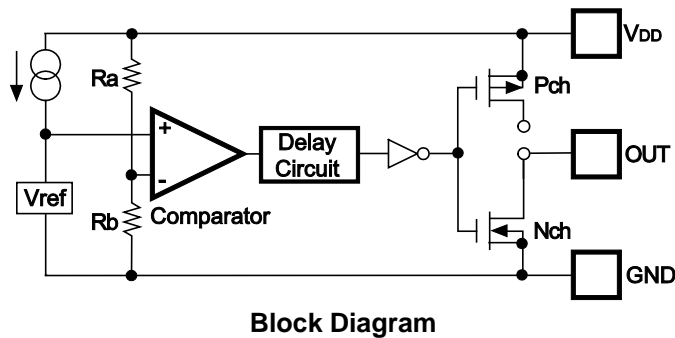 VDD
Ra
Pch
+
Delay
Circuit
OUT
-
Vref
Rb
Comparator
Nch
GND
Block Diagram